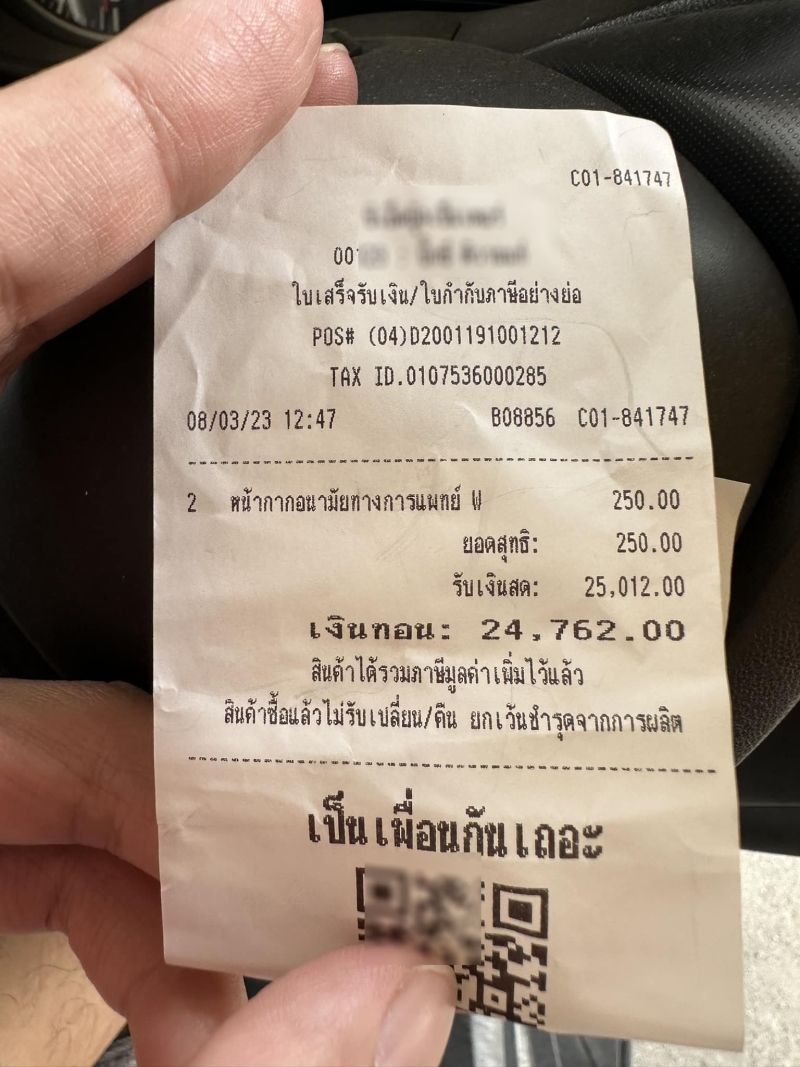 C01-841747
001
ใบเสร็จรับเงิน/ใบกำกับภาษีอย่างย่อ
POS# (04)D2001191001212
TAX ID.0107536000285
08/03/23 12:47 B08856 C01-841747
2 หน้ากากอนามัยทางการแพทย์ W 250.00
ยอดสุทธิ: 250.00
รับเงินสด: 25,012.00
เงินทอน: 24,762.00
สินค้าได้รวมภาษีมูลค่าเพิ่มไว้แล้ว
สินค้าซื้อแล้วไม่รับเปลี่ยน/คืน ยกเว้นชำรุดจากการผลิต
เป็นเพื่อนกันเถอะ